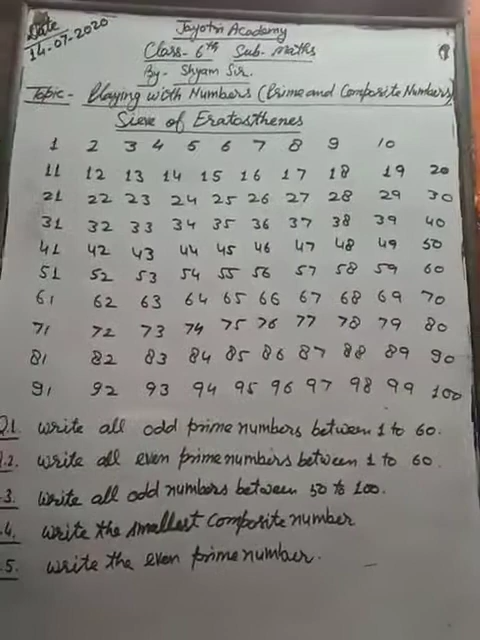 Date
14-07-2020
Jayotri Academy
Class- 6th Sub- Maths
By- Shyam Sir.
Topic- Playing with Numbers (Prime and Composite Numbers)
Sieve of Eratosthenes
1 2 3 4 5 6 7 8 9 10
11 12 13 14 15 16 17 18 19 20
21 22 23 24 25 26 27 28 29 30
31 32 33 34 35 36 37 38 39 40
41 42 43 44 45 46 47 48 49 50
51 52 53 54 55 56 57 58 59 60
61 62 63 64 65 66 67 68 69 70
71 72 73 74 75 76 77 78 79 80
81 82 83 84 85 86 87 88 89 90
91 92 93 94 95 96 97 98 99 100
Q1. write all odd prime numbers between 1 to 60.
2. write all even prime numbers between 1 to 60.
3. write all odd numbers between 50 to 100.
4. write the smallest Composite number
5. write the even prime number.